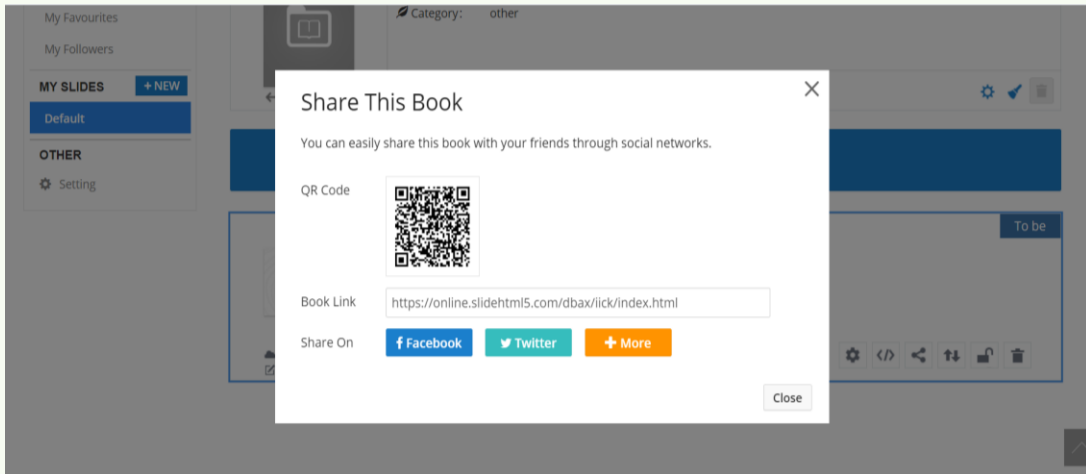 My Favourites
My Followers
MY SLIDES
+ NEW
Default
OTHER
Setting
Category: other
Share This Book
You can easily share this book with your friends through social networks.
QR Code
Book Link
https://online.slidehtml5.com/dbax/iick/index.html
Share On
Facebook
Twitter
More
Close
To be